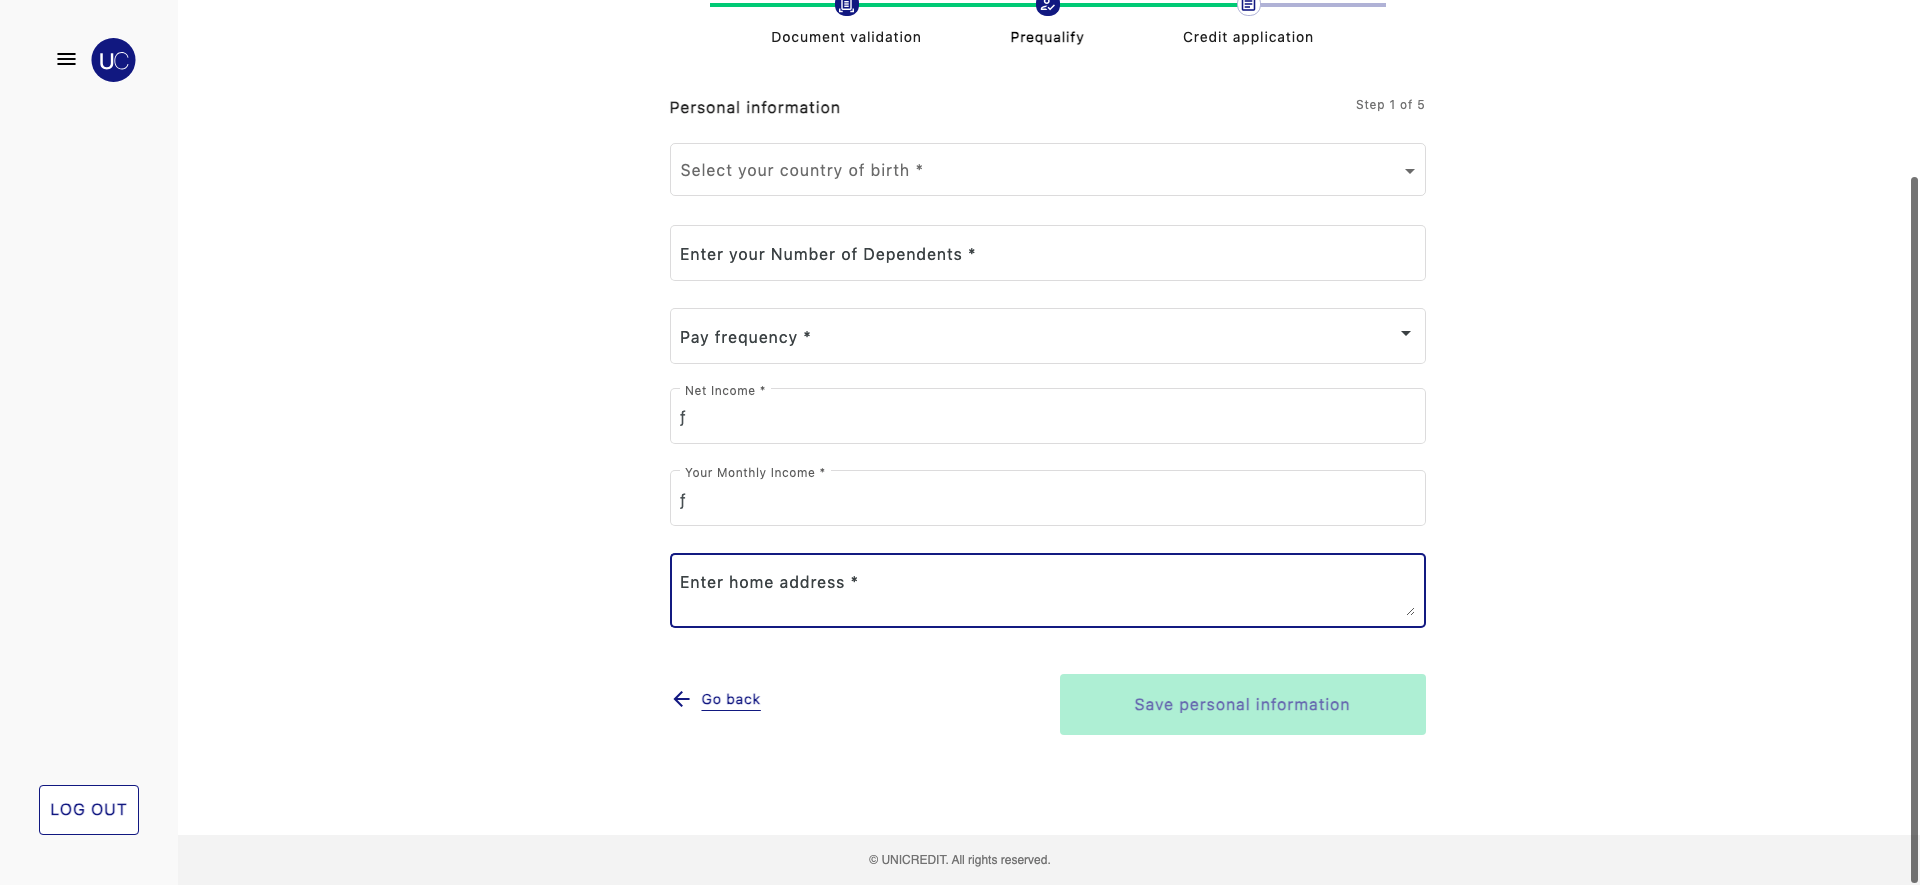 Document validation
Prequalify
Credit application
UC
Personal information
Step 1 of 5
Select your country of birth *
Enter your Number of Dependents *
Pay frequency *
Net Income *
ƒ
Your Monthly Income *
ƒ
Enter home address *
Go back
Save personal information
LOG OUT
© UNICREDIT. All rights reserved.